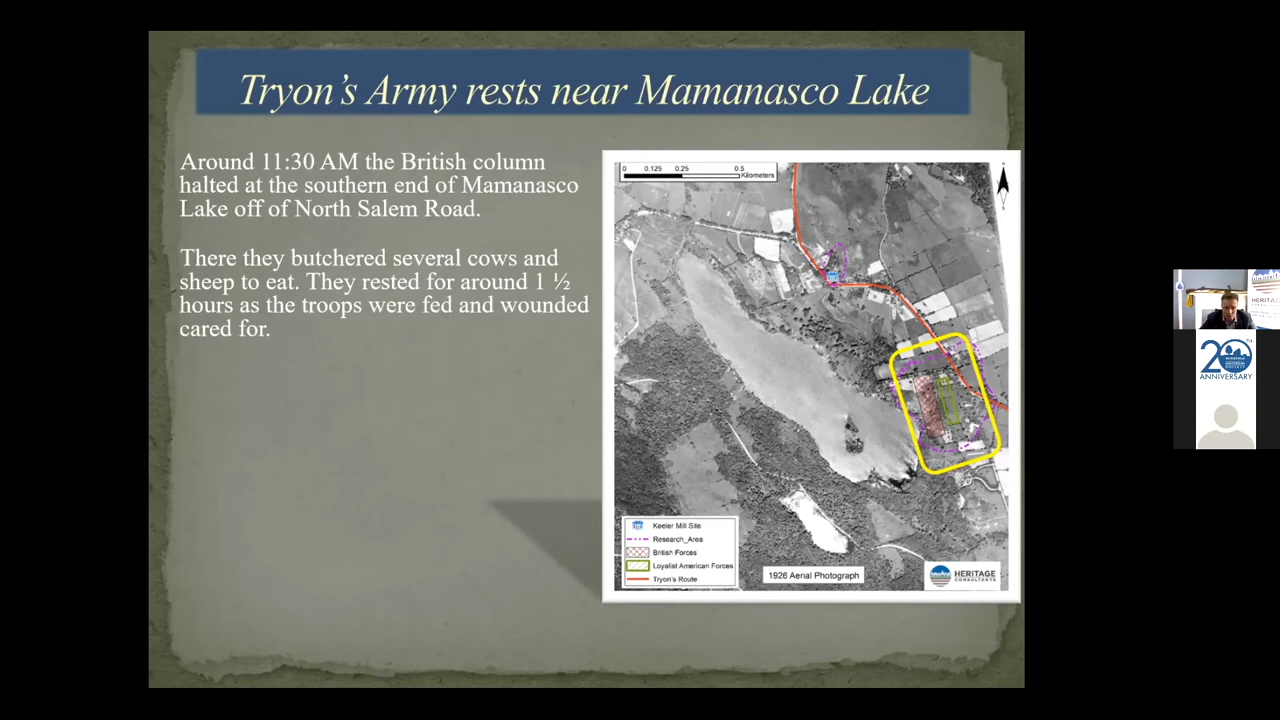 Tryon's Army rests near Mamanasco Lake
Around 11:30 AM the British column
halted at the southern end of Mamanasco
Lake off of North Salem Road.
There they butchered several cows and
sheep to eat. They rested for around 1 ½
hours as the troops were fed and wounded
cared for.
0 0.125 0.25 0.5
Kilometers
Keeler Mill Site
Research_Area
British Forces
Loyalist American Forces
Tryon's Route
1926 Aerial Photograph
HERITAGE
CONSULTANTS
HERITAGE
20TH
ANNIVERSARY